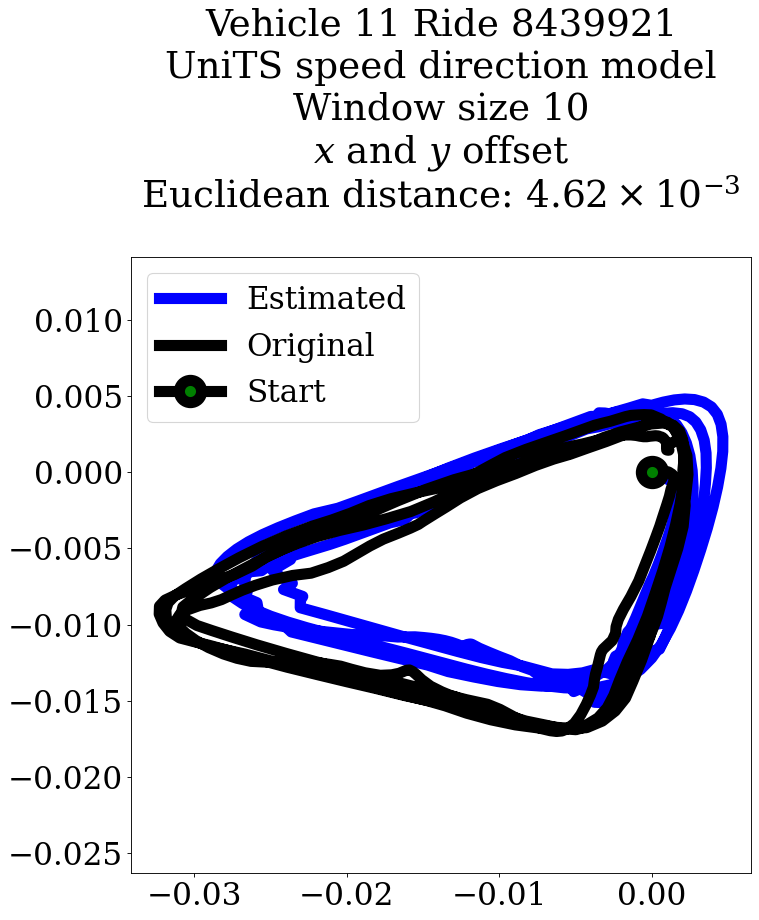 Vehicle 11 Ride 8439921
UniTS speed direction model
Window size 10
x and y offset
Euclidean distance: 4.62 × 10⁻³
Estimated
Original
Start
0.010
0.005
0.000
−0.005
−0.010
−0.015
−0.020
−0.025
−0.03 −0.02 −0.01 0.00